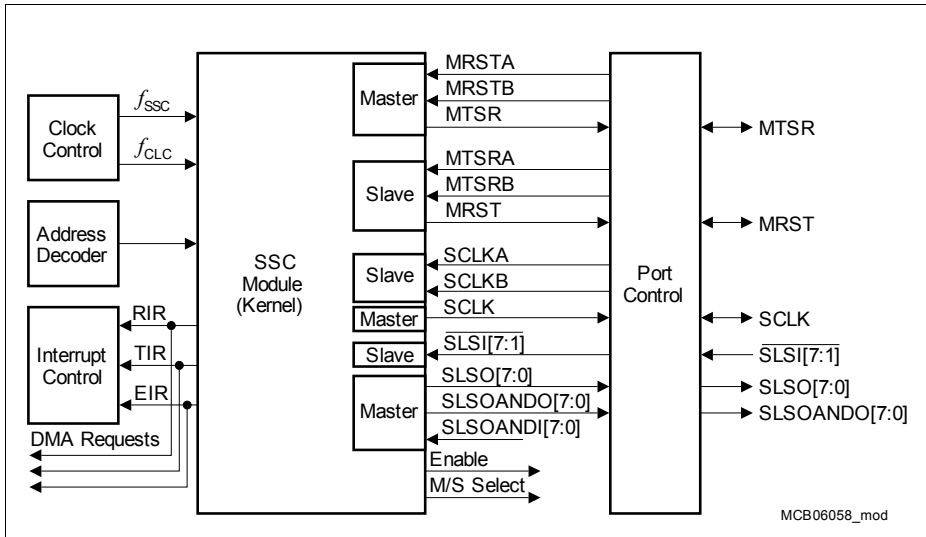 Clock
Control
fSSC
fCLC
Address
Decoder
Interrupt
Control
RIR
TIR
EIR
DMA Requests
SSC
Module
(Kernel)
Master
Slave
Slave
Master
Slave
Master
MRSTA
MRSTB
MTSR
MTSRA
MTSRB
MRST
SCLKA
SCLKB
SCLK
SLSI[7:1]
SLSO[7:0]
SLSOANDO[7:0]
SLSOANDI[7:0]
Enable
M/S Select
Port
Control
MTSR
MRST
SCLK
SLSI[7:1]
SLSO[7:0]
SLSOANDO[7:0]
MCB06058_mod